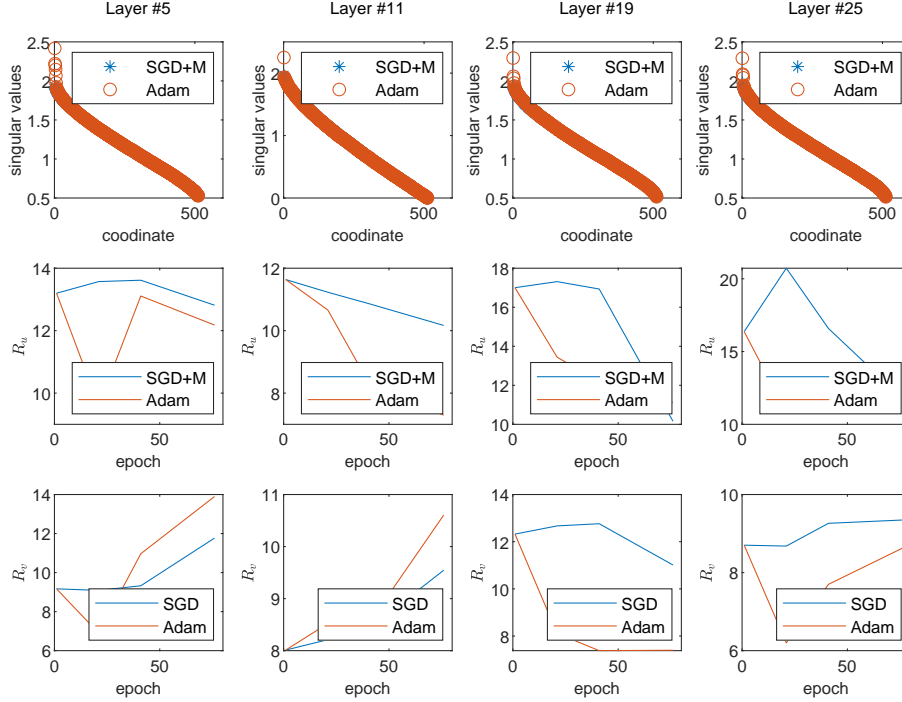 Layer #5 Layer #11 Layer #19 Layer #25
2.5 2 1.5 1 0.5
singular values
SGD+M
Adam
0 500
coodinate
2 1 0
SGD+M
Adam
0 500
coodinate
2.5 2 1.5 1 0.5
singular values
SGD+M
Adam
0 500
coodinate
2.5 2 1.5 1 0.5
singular values
SGD+M
Adam
0 500
coodinate
14 12 10
R_u
SGD+M
Adam
0 50
epoch
12 10 8
R_u
SGD+M
Adam
0 50
epoch
18 16 14 12 10
R_u
SGD+M
Adam
0 50
epoch
20 15 10
R_u
SGD+M
Adam
0 50
epoch
14 12 10 8 6
R_v
SGD
Adam
0 50
epoch
11 10 9 8
R_v
SGD
Adam
0 50
epoch
14 12 10 8
R_v
SGD
Adam
0 50
epoch
10 8 6
R_v
SGD
Adam
0 50
epoch